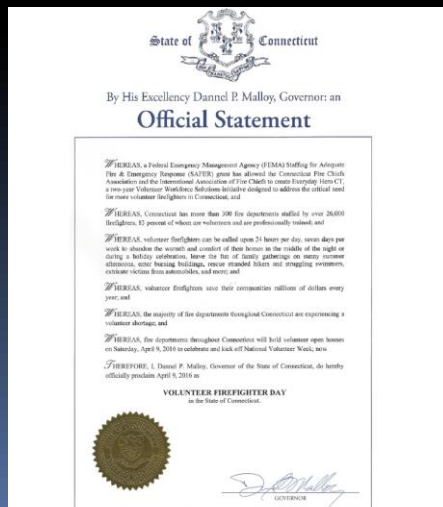 State of Connecticut
By His Excellency Dannel P. Malloy, Governor: an
Official Statement
WHEREAS, a Federal Emergency Management Agency (FEMA) Staffing for Adequate
Fire & Emergency Response (SAFER) grant has allowed the Connecticut Fire Chiefs
Association and the International Association of Fire Chiefs to create Everyday Hero CT,
a two-year Volunteer Workforce Solutions initiative designed to address the critical need
for more volunteer firefighters in Connecticut; and
WHEREAS, Connecticut has more than 300 fire departments staffed by over 26,000
firefighters, 83 percent of whom are volunteers and are professionally trained; and
WHEREAS, volunteer firefighters can be called upon 24 hours per day, seven days per
week to abandon the warmth and comfort of their homes in the middle of the night or
during a holiday celebration, leave the fun of family gatherings on sunny summer
afternoons, enter burning buildings, rescue stranded hikers and struggling swimmers,
extricate victims from automobiles, and more; and
WHEREAS, volunteer firefighters save their communities millions of dollars every
year; and
WHEREAS, the majority of fire departments throughout Connecticut are experiencing a
volunteer shortage; and
WHEREAS, fire departments throughout Connecticut will hold volunteer open houses
on Saturday, April 9, 2016 to celebrate and kick off National Volunteer Week; now
THEREFORE, I, Dannel P. Malloy, Governor of the State of Connecticut, do hereby
officially proclaim April 9, 2016 as
VOLUNTEER FIREFIGHTER DAY
in the State of Connecticut.
GOVERNOR